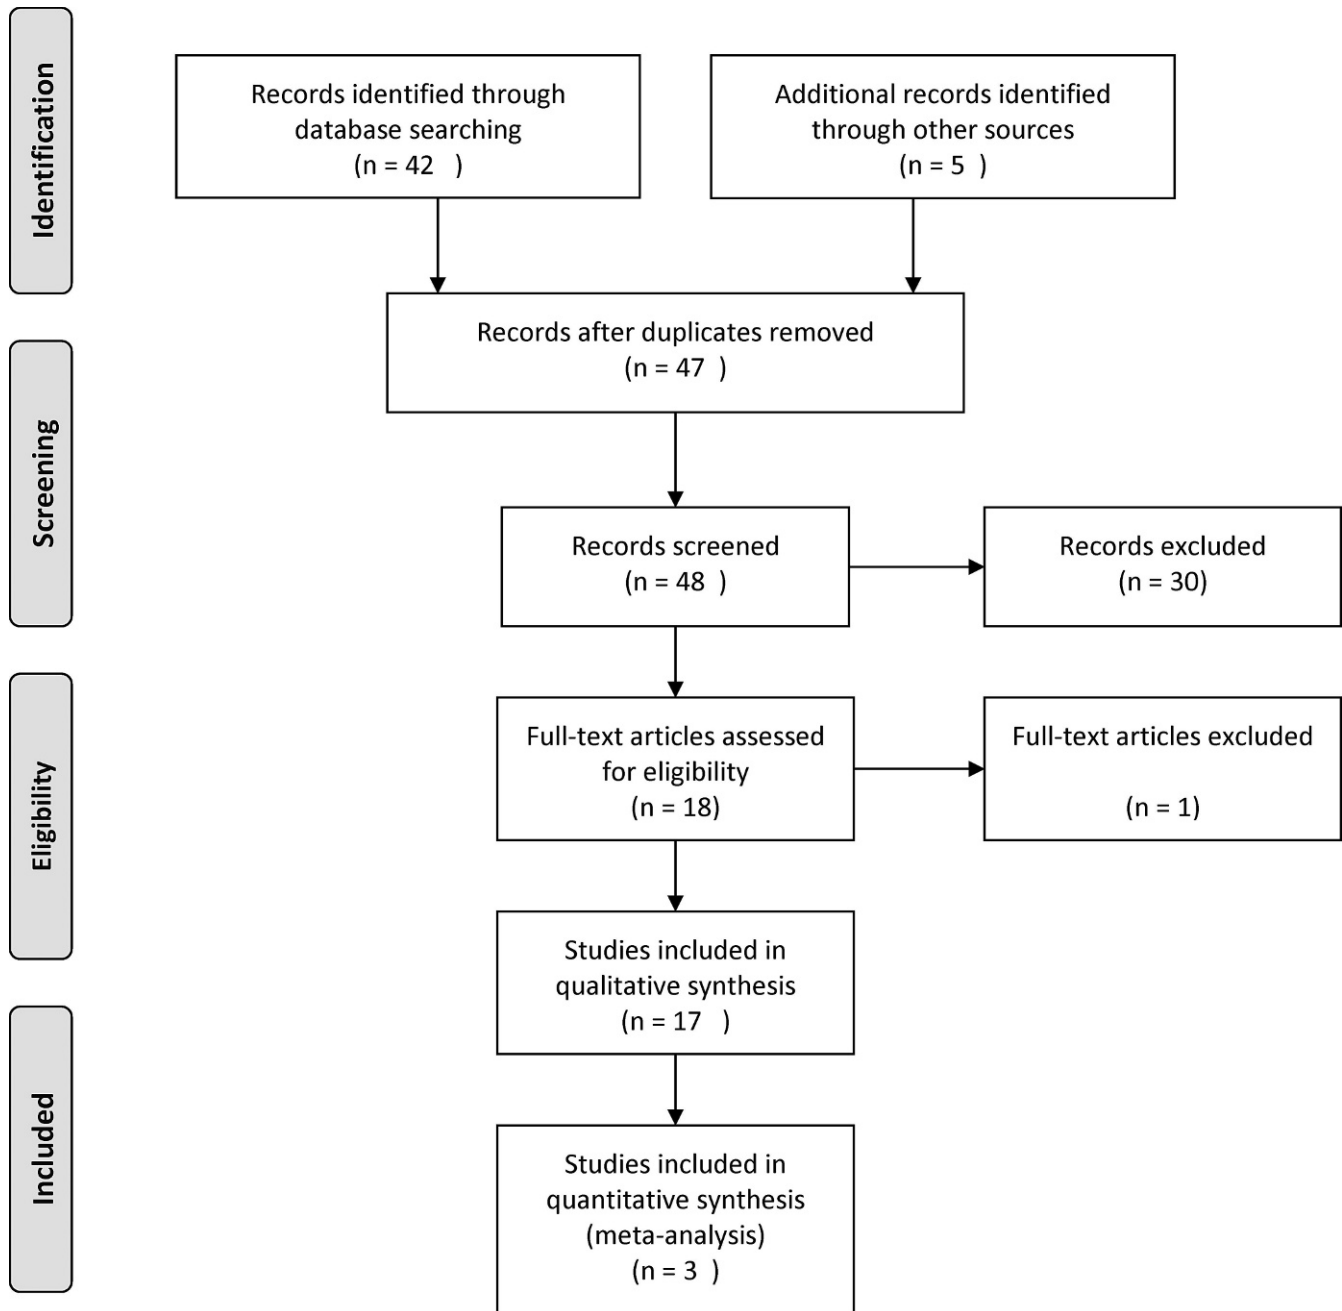 Identification
Records identified through
database searching
(n = 42   )
Additional records identified
through other sources
(n = 5  )
Records after duplicates removed
(n = 47  )
Screening
Records screened
(n = 48   )
Records excluded
(n = 30)
Eligibility
Full-text articles assessed
for eligibility
(n = 18)
Full-text articles excluded
(n = 1)
Studies included in
qualitative synthesis
(n = 17   )
Included
Studies included in
quantitative synthesis
(meta-analysis)
(n = 3  )